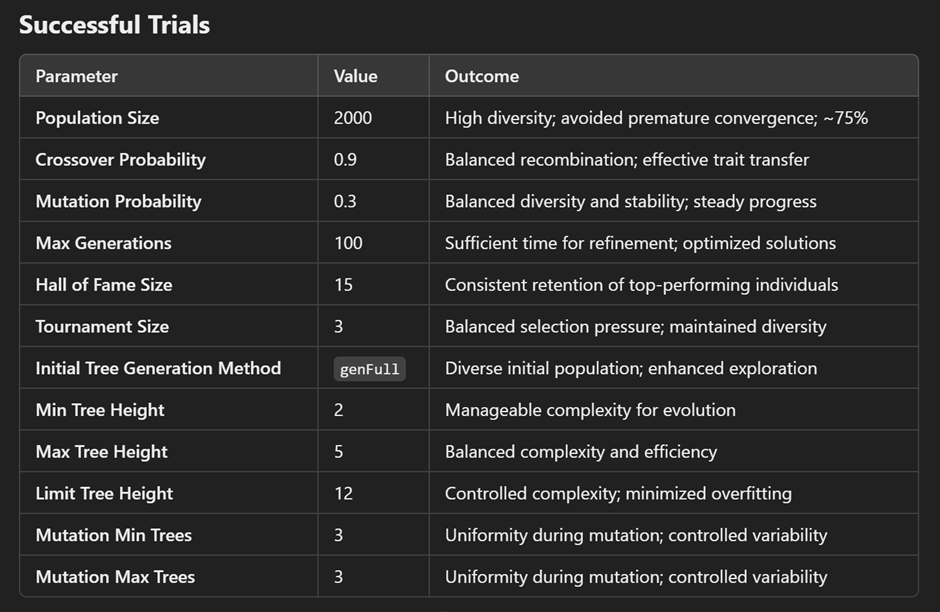 Successful Trials
Parameter Value Outcome
Population Size 2000 High diversity; avoided premature convergence; ~75%
Crossover Probability 0.9 Balanced recombination; effective trait transfer
Mutation Probability 0.3 Balanced diversity and stability; steady progress
Max Generations 100 Sufficient time for refinement; optimized solutions
Hall of Fame Size 15 Consistent retention of top-performing individuals
Tournament Size 3 Balanced selection pressure; maintained diversity
Initial Tree Generation Method genFull Diverse initial population; enhanced exploration
Min Tree Height 2 Manageable complexity for evolution
Max Tree Height 5 Balanced complexity and efficiency
Limit Tree Height 12 Controlled complexity; minimized overfitting
Mutation Min Trees 3 Uniformity during mutation; controlled variability
Mutation Max Trees 3 Uniformity during mutation; controlled variability